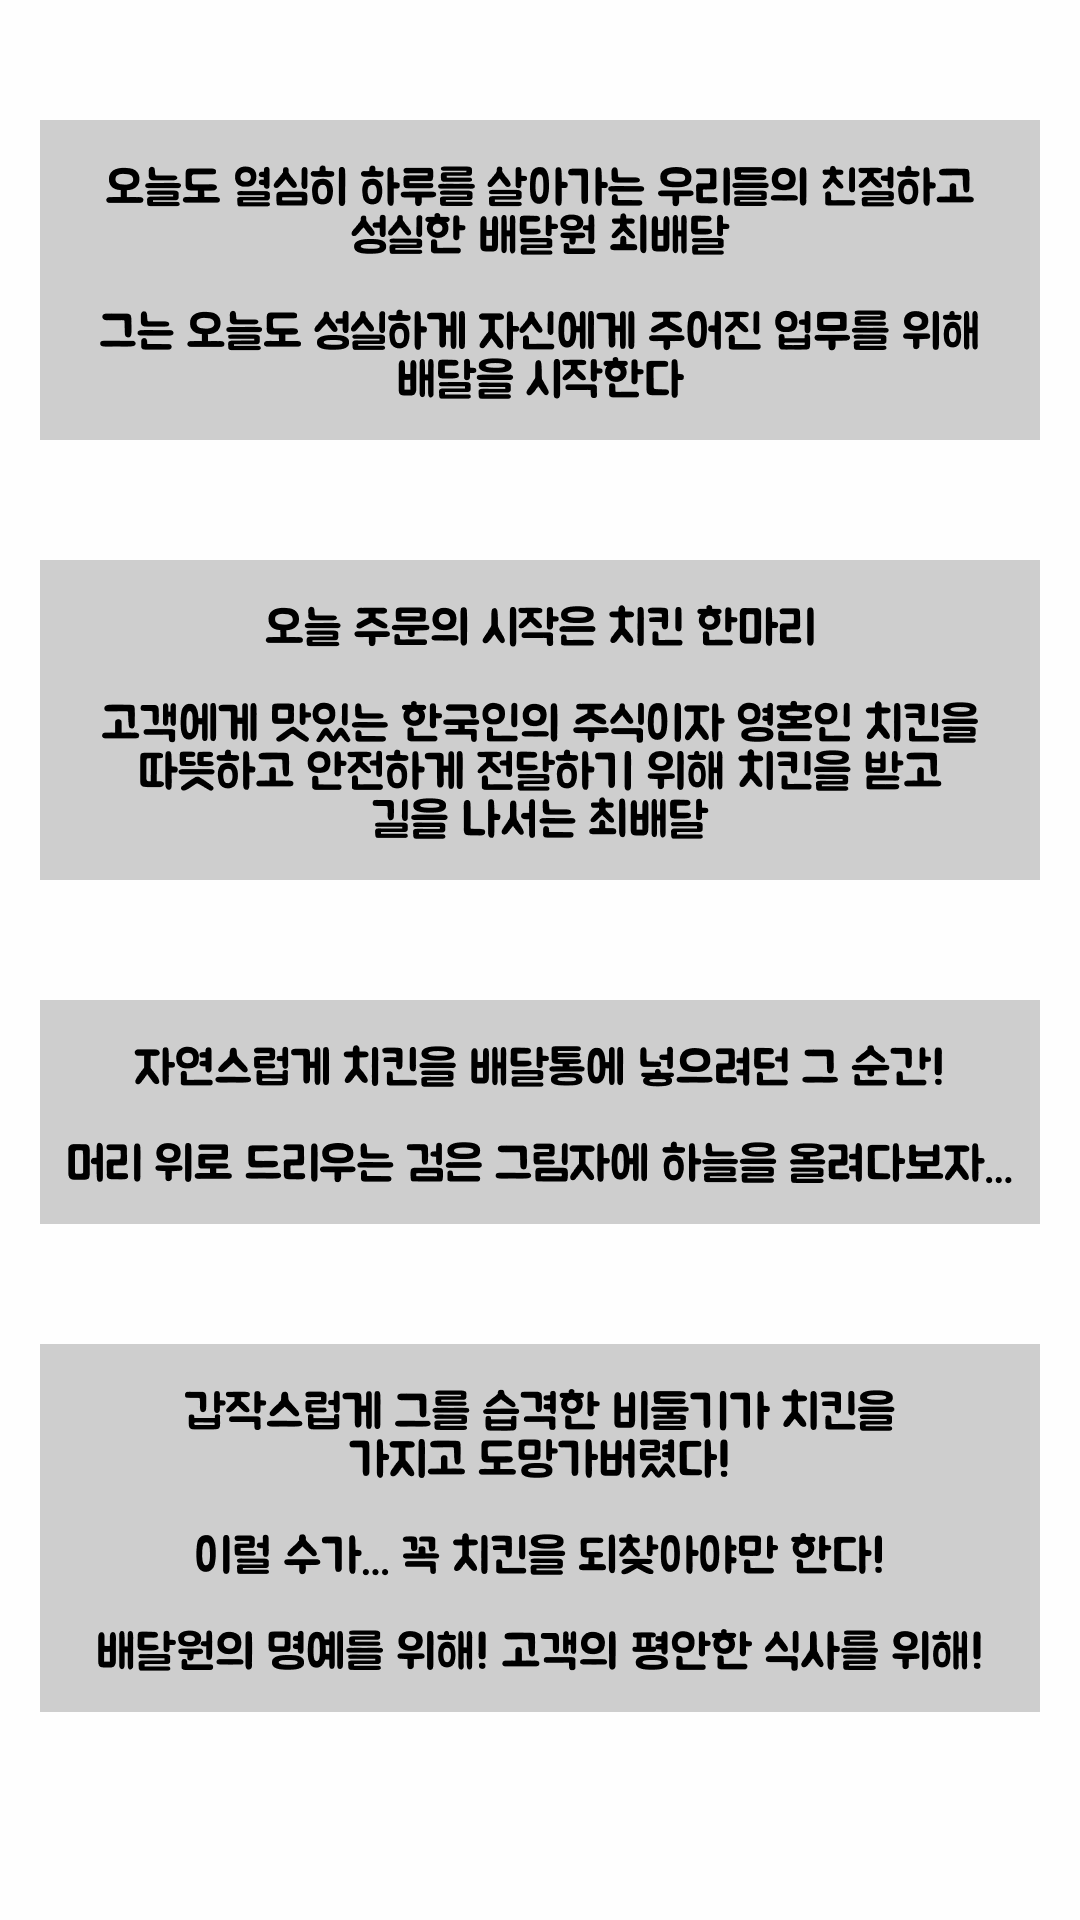 오늘도 열심히 하루를 살아가는 우리들의 친절하고
성실한 배달원 최배달
그는 오늘도 성실하게 자신에게 주어진 업무를 위해
배달을 시작한다
오늘 주문의 시작은 치킨 한마리
고객에게 맛있는 한국인의 주식이자 영혼인 치킨을
따뜻하고 안전하게 전달하기 위해 치킨을 받고
길을 나서는 최배달
자연스럽게 치킨을 배달통에 넣으려던 그 순간!
머리 위로 드리우는 검은 그림자에 하늘을 올려다보자...
갑작스럽게 그를 습격한 비둘기가 치킨을
가지고 도망가버렸다!
이럴 수가... 꼭 치킨을 되찾아야만 한다!
배달원의 명예를 위해! 고객의 평안한 식사를 위해!